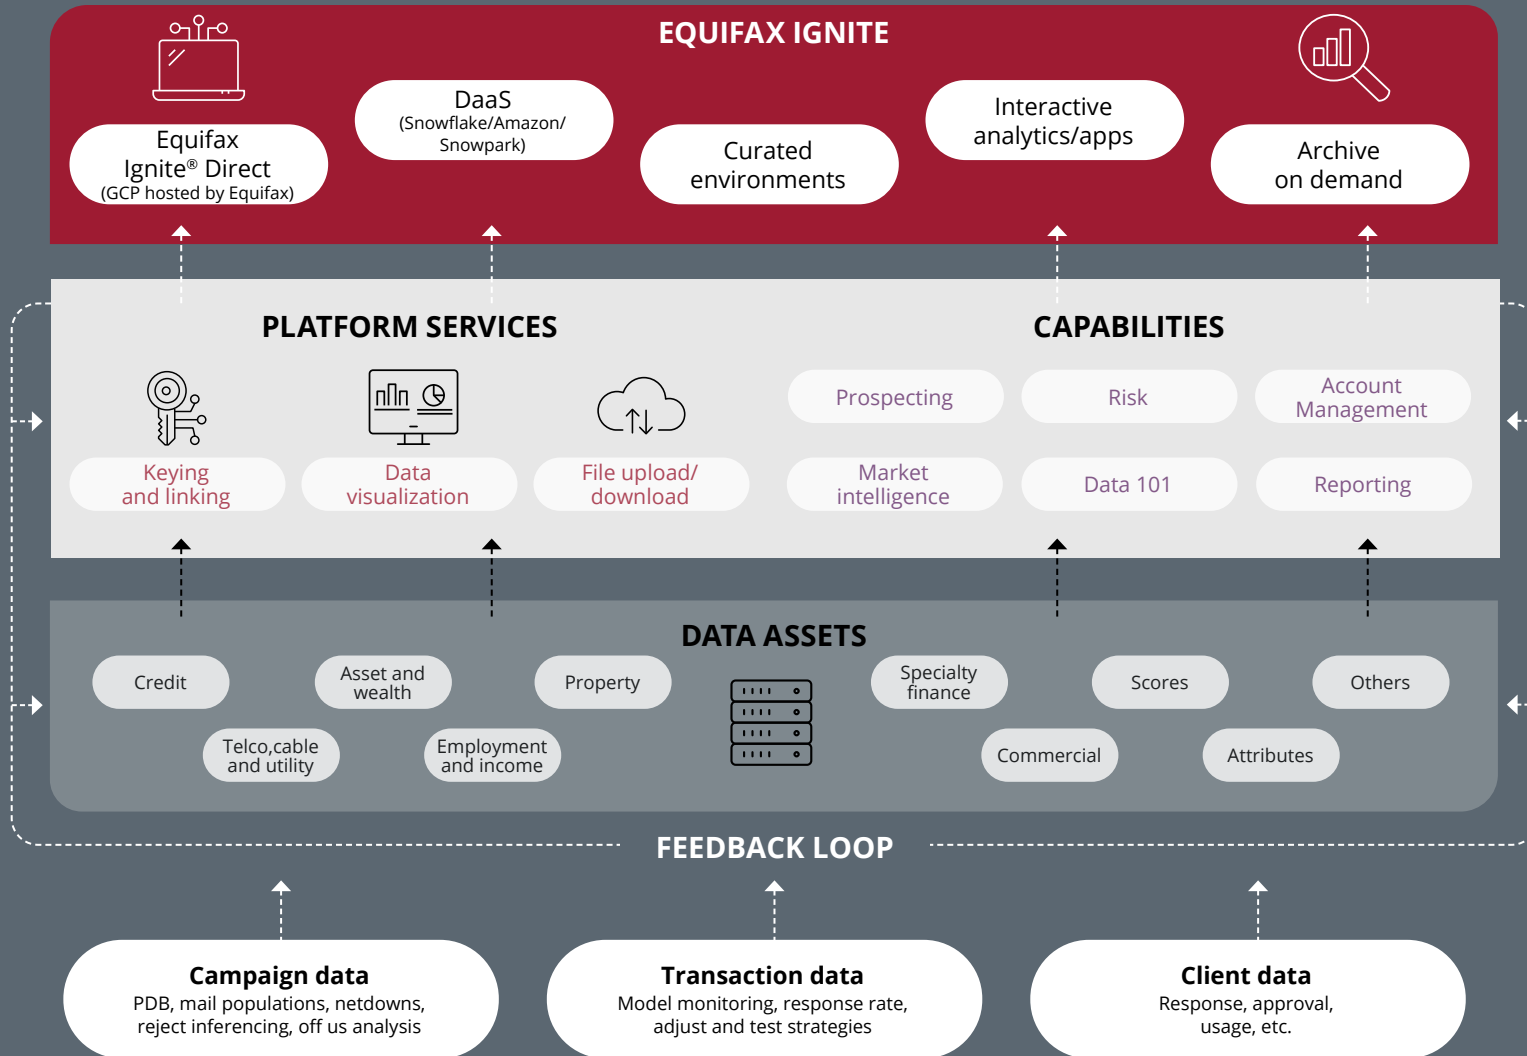 EQUIFAX IGNITE
Equifax
Ignite® Direct
(GCP hosted by Equifax)
DaaS
(Snowflake/Amazon/
Snowpark)
Curated
environments
Interactive
analytics/apps
Archive
on demand
PLATFORM SERVICES
Keying
and linking
Data
visualization
File upload/
download
CAPABILITIES
Prospecting
Risk
Account
Management
Market
intelligence
Data 101
Reporting
DATA ASSETS
Credit
Asset and
wealth
Property
Telco,cable
and utility
Employment
and income
Specialty
finance
Scores
Others
Commercial
Attributes
FEEDBACK LOOP
Campaign data
PDB, mail populations, netdowns,
reject inferencing, off us analysis
Transaction data
Model monitoring, response rate,
adjust and test strategies
Client data
Response, approval,
usage, etc.